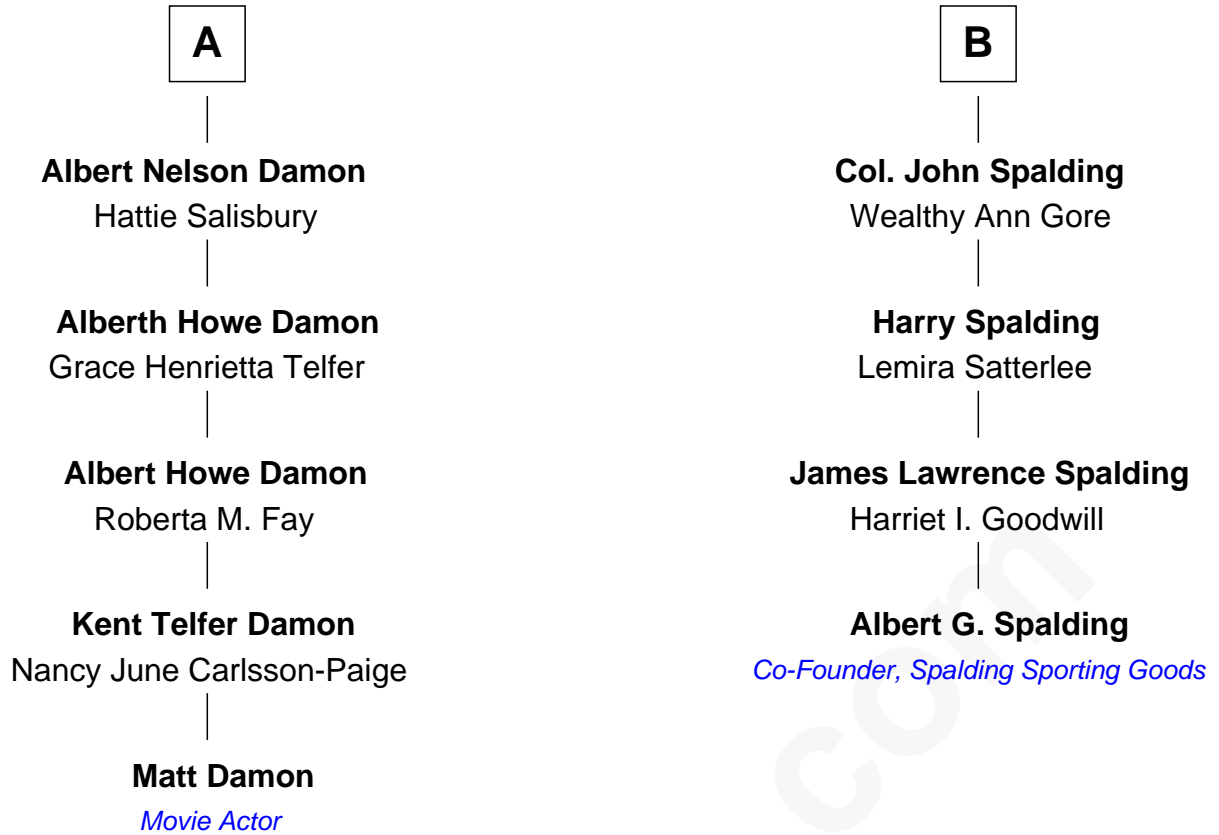 A
Albert Nelson Damon
Hattie Salisbury
Alberth Howe Damon
Grace Henrietta Telfer
Albert Howe Damon
Roberta M. Fay
Kent Telfer Damon
Nancy June Carlsson-Paige
Matt Damon
Movie Actor
B
Col. John Spalding
Wealthy Ann Gore
Harry Spalding
Lemira Satterlee
James Lawrence Spalding
Harriet I. Goodwill
Albert G. Spalding
Co-Founder, Spalding Sporting Goods
com